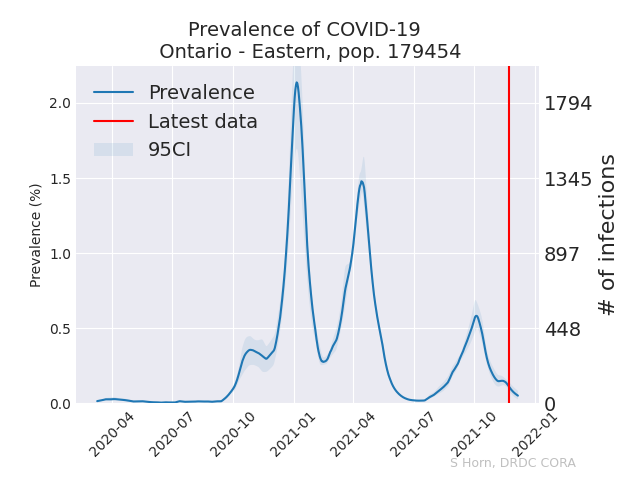 Prevalence of COVID-19
Ontario - Eastern, pop. 179454
Prevalence
Latest data
95CI
Prevalence (%)
2.0
1.5
1.0
0.5
0.0
1794
1345
897
448
0
# of infections
2020-04
2020-07
2020-10
2021-01
2021-04
2021-07
2021-10
2022-01
S Horn, DRDC CORA